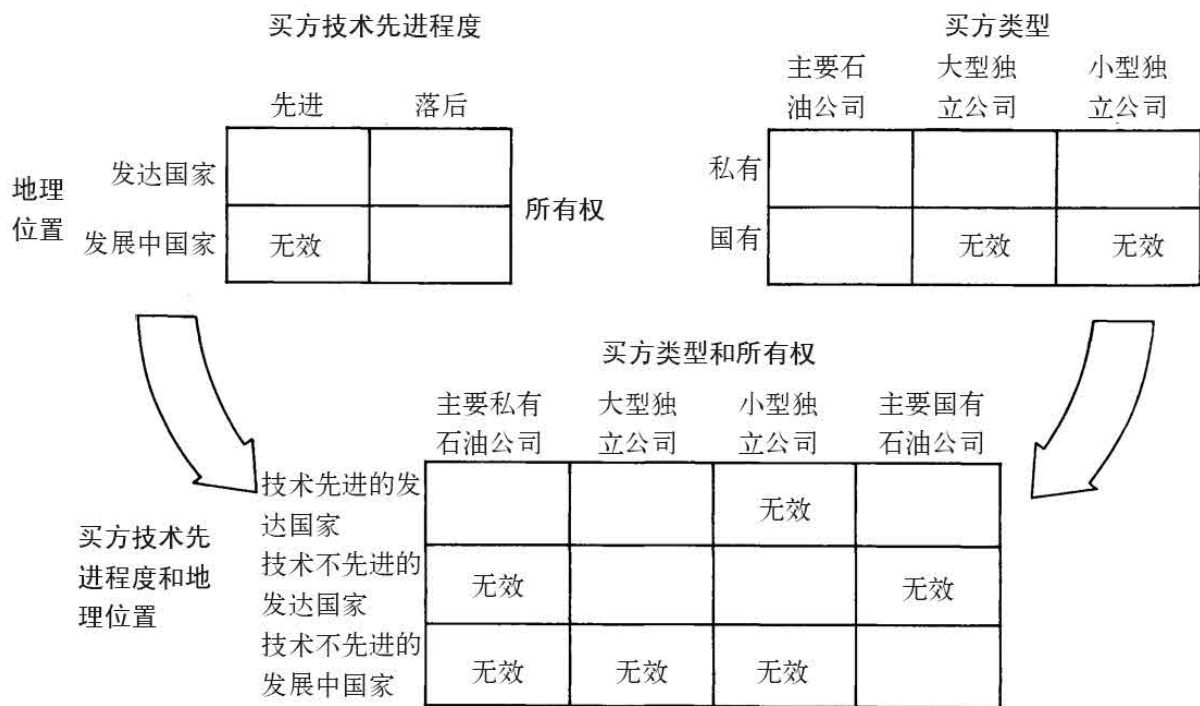 买方技术先进程度
先进 落后
地理
位置
发达国家
发展中国家 无效
买方类型
主要石
油公司
大型独
立公司
小型独
立公司
所有权
私有
国有 无效 无效
买方类型和所有权
主要私有
石油公司
大型独
立公司
小型独
立公司
主要国有
石油公司
买方技术先
进程度和地
理位置
技术先进的发
达国家
无效
技术不先进的
发达国家
无效 无效
技术不先进的
发展中国家
无效 无效 无效